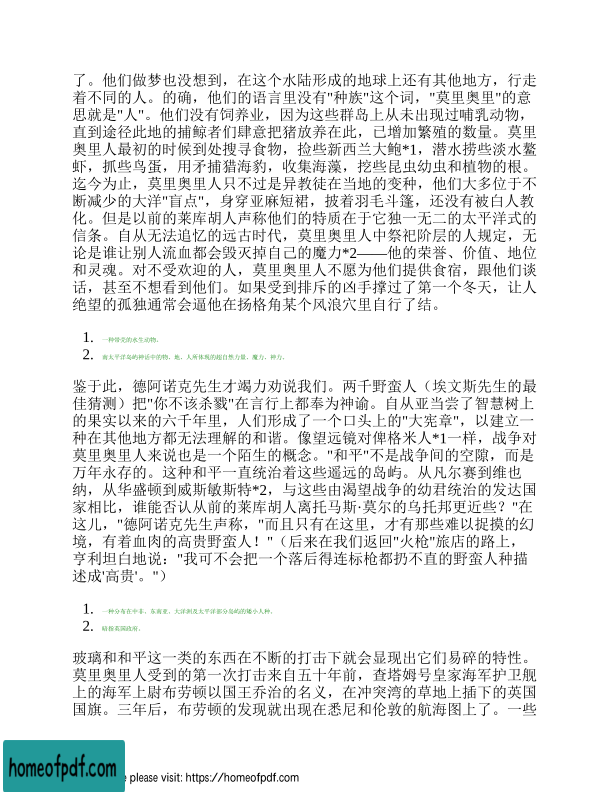 了。他们做梦也没想到，在这个水陆形成的地球上还有其他地方，行走
着不同的人。的确，他们的语言里没有"种族"这个词，"莫里奥里"的意
思就是"人"。他们没有饲养业，因为这些群岛上从未出现过哺乳动物，
直到途径此地的捕鲸者们肆意把猪放养在此，已增加繁殖的数量。莫里
奥里人最初的时候到处搜寻食物，捡些新西兰大鲍*1，潜水捞些淡水鳌
虾，抓些鸟蛋，用矛捕猎海豹，收集海藻，挖些昆虫幼虫和植物的根。
迄今为止，莫里奥里人只不过是异教徒在当地的变种，他们大多位于不
断减少的大洋"盲点"，身穿亚麻短裙，披着羽毛斗篷，还没有被白人教
化。但是以前的莱库胡人声称他们的特质在于它独一无二的太平洋式的
信条。自从无法追忆的远古时代，莫里奥里人中祭祀阶层的人规定，无
论是谁让别人流血都会毁灭掉自己的魔力*2——他的荣誉、价值、地位
和灵魂。对不受欢迎的人，莫里奥里人不愿为他们提供食宿，跟他们谈
话，甚至不想看到他们。如果受到排斥的凶手撑过了第一个冬天，让人
绝望的孤独通常会逼他在扬格角某个风浪穴里自行了结。
1. 一种带壳的水生动物。
2. 南太平洋岛屿神话中的物、地、人所体现的超自然力量，魔力，神力。
鉴于此，德阿诺克先生才竭力劝说我们。两千野蛮人（埃文斯先生的最
佳猜测）把"你不该杀戮"在言行上都奉为神谕。自从亚当尝了智慧树上
的果实以来的六千年里，人们形成了一个口头上的"大宪章"，以建立一
种在其他地方都无法理解的和谐。像望远镜对俾格米人*1一样，战争对
莫里奥里人来说也是一个陌生的概念。"和平"不是战争间的空隙，而是
万年永存的。这种和平一直统治着这些遥远的岛屿。从凡尔赛到维也
纳，从华盛顿到威斯敏斯特*2，与这些由渴望战争的幼君统治的发达国
家相比，谁能否认从前的莱库胡人离托马斯·莫尔的乌托邦更近些？"在
这儿，"德阿诺克先生声称，"而且只有在这里，才有那些难以捉摸的幻
境，有着血肉的高贵野蛮人！"（后来在我们返回"火枪"旅店的路上，
亨利坦白地说："我可不会把一个落后得连标枪都扔不直的野蛮人种描
述成'高贵'。"）
1. 一种分布在中非、东南亚、大洋洲及太平洋部分岛屿的矮小人种。
2. 暗指英国政府。
玻璃和和平这一类的东西在不断的打击下就会显现出它们易碎的特性。
莫里奥里人受到的第一次打击来自五十年前，查塔姆号皇家海军护卫舰
上的海军上尉布劳顿以国王乔治的名义，在冲突湾的草地上插下的英国
国旗。三年后，布劳顿的发现就出现在悉尼和伦敦的航海图上了。一些
homeofpdf.com
e please visit: https://homeofpdf.com